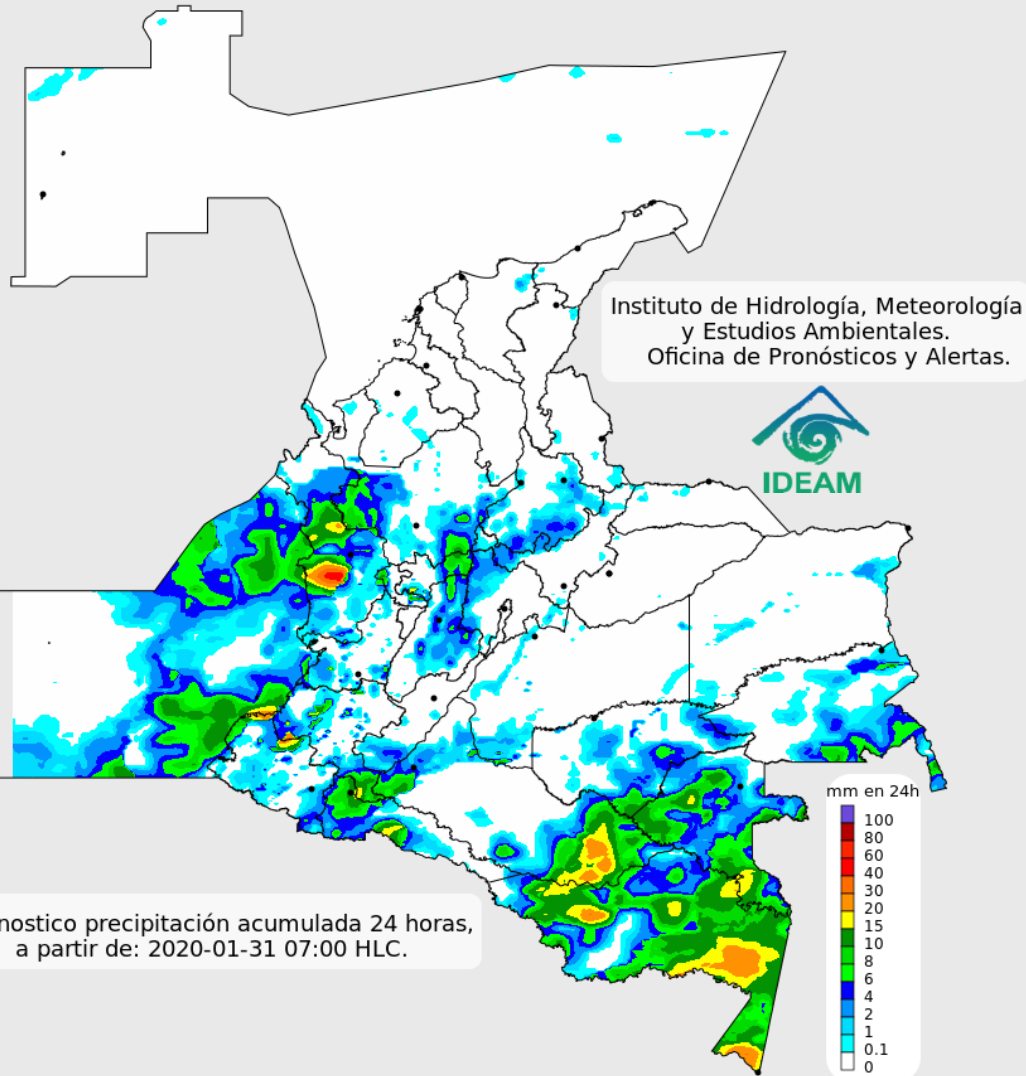 Instituto de Hidrología, Meteorología
y Estudios Ambientales.
Oficina de Pronósticos y Alertas.
IDEAM
mm en 24h
100
80
60
40
30
20
15
10
8
6
4
2
1
0.1
0
nostico precipitación acumulada 24 horas,
a partir de: 2020-01-31 07:00 HLC.